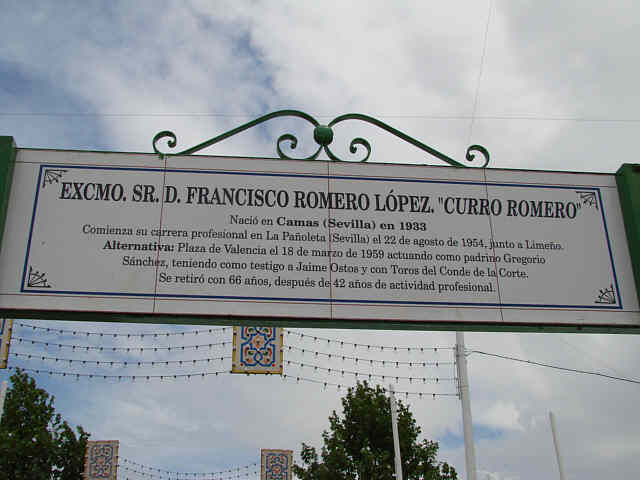 EXCMO. SR. D. FRANCISCO ROMERO LÓPEZ. "CURRO ROMERO"
Nació en Camas (Sevilla) en 1933
Comienza su carrera profesional en La Pañoleta (Sevilla) el 22 de agosto de 1954, junto a Limeño.
Alternativa: Plaza de Valencia el 18 de marzo de 1959 actuando como padrino Gregorio
Sánchez, teniendo como testigo a Jaime Ostos y con Toros del Conde de la Corte.
Se retiró con 66 años, después de 42 años de actividad profesional.